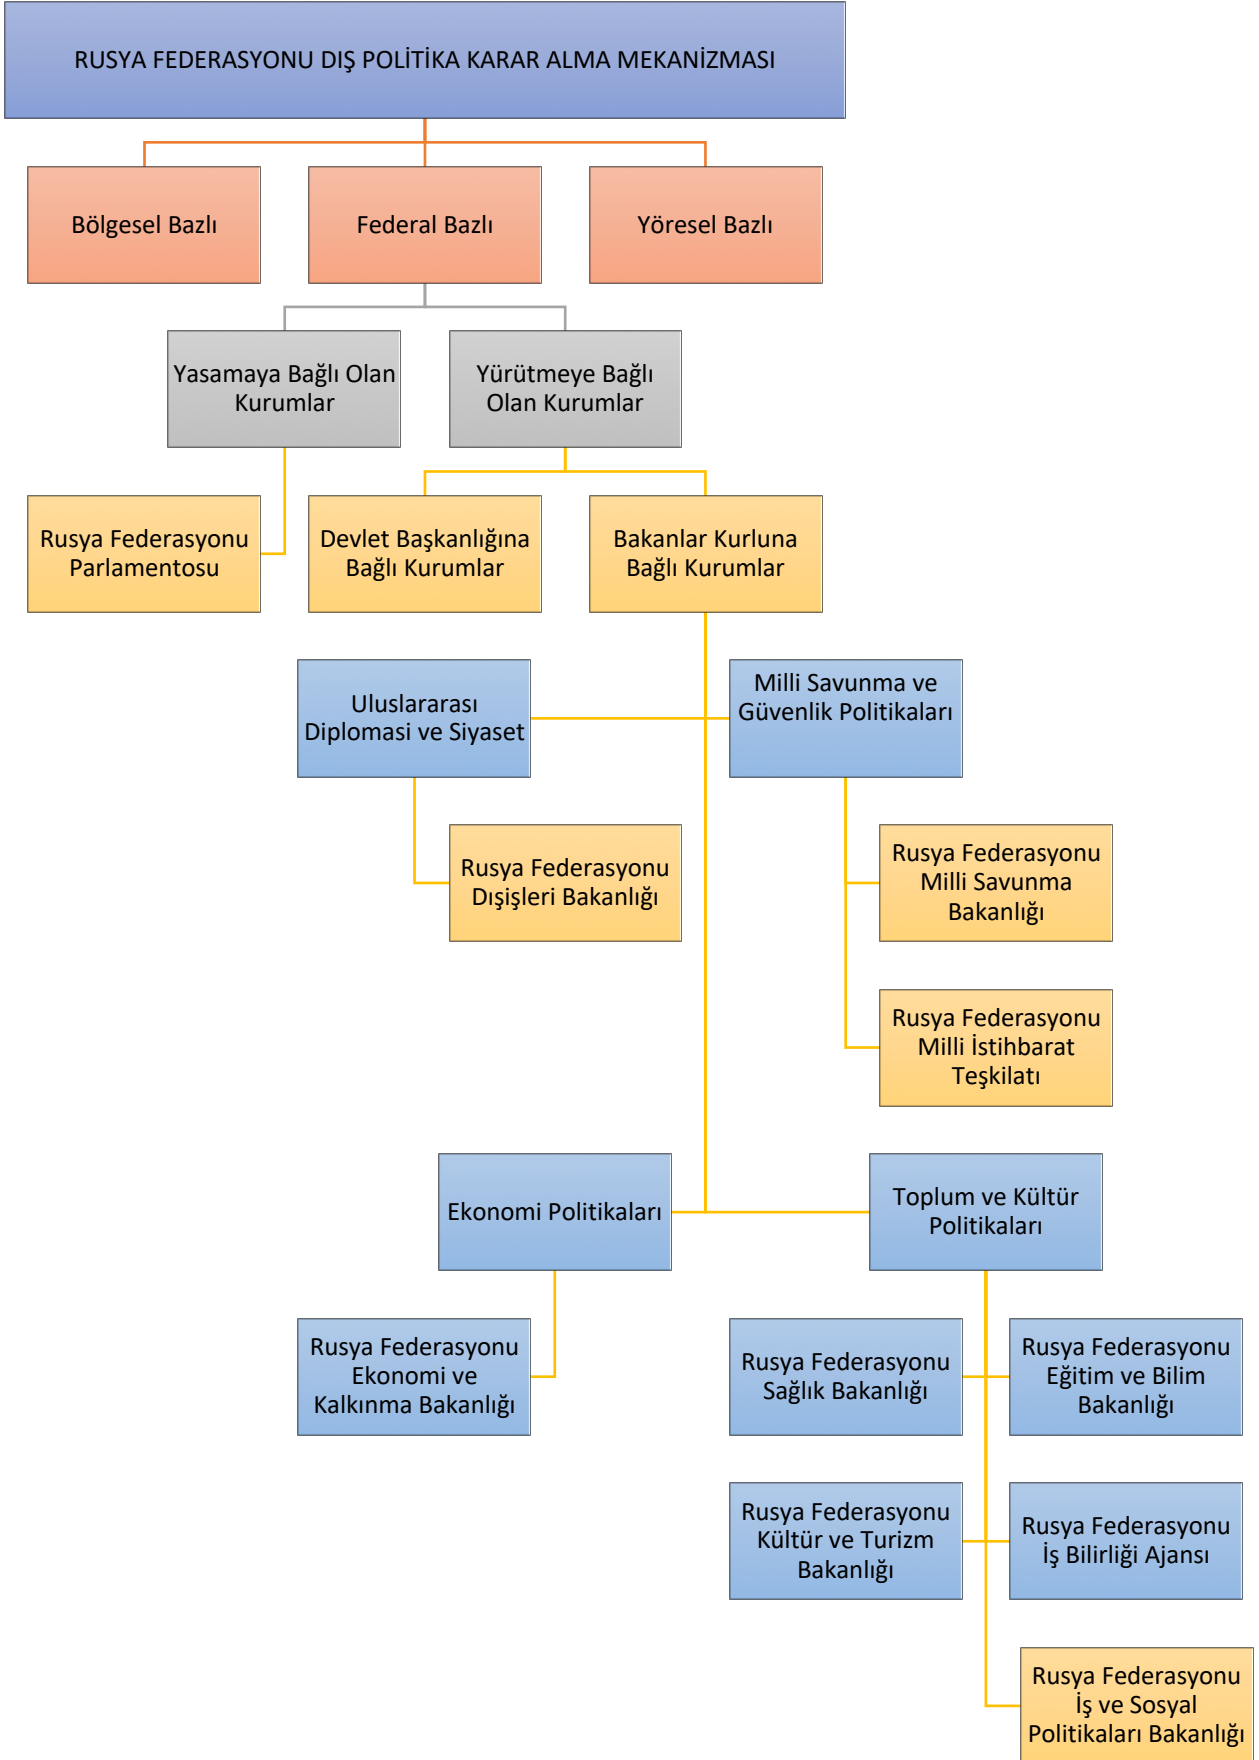 RUSYA FEDERASYONU DIŞ POLİTİKA KARAR ALMA MEKANİZMASI
Bölgesel Bazlı
Federal Bazlı
Yöresel Bazlı
Yasamaya Bağlı Olan
Kurumlar
Yürütmeye Bağlı
Olan Kurumlar
Rusya Federasyonu
Parlamentosu
Devlet Başkanlığına
Bağlı Kurumlar
Bakanlar Kurluna
Bağlı Kurumlar
Uluslararası
Diplomasi ve Siyaset
Milli Savunma ve
Güvenlik Politikaları
Rusya Federasyonu
Dışişleri Bakanlığı
Rusya Federasyonu
Milli Savunma
Bakanlığı
Rusya Federasyonu
Milli İstihbarat
Teşkilatı
Ekonomi Politikaları
Toplum ve Kültür
Politikaları
Rusya Federasyonu
Ekonomi ve
Kalkınma Bakanlığı
Rusya Federasyonu
Sağlık Bakanlığı
Rusya Federasyonu
Eğitim ve Bilim
Bakanlığı
Rusya Federasyonu
Kültür ve Turizm
Bakanlığı
Rusya Federasyonu
İş Bilirliği Ajansı
Rusya Federasyonu
İş ve Sosyal
Politikaları Bakanlığı